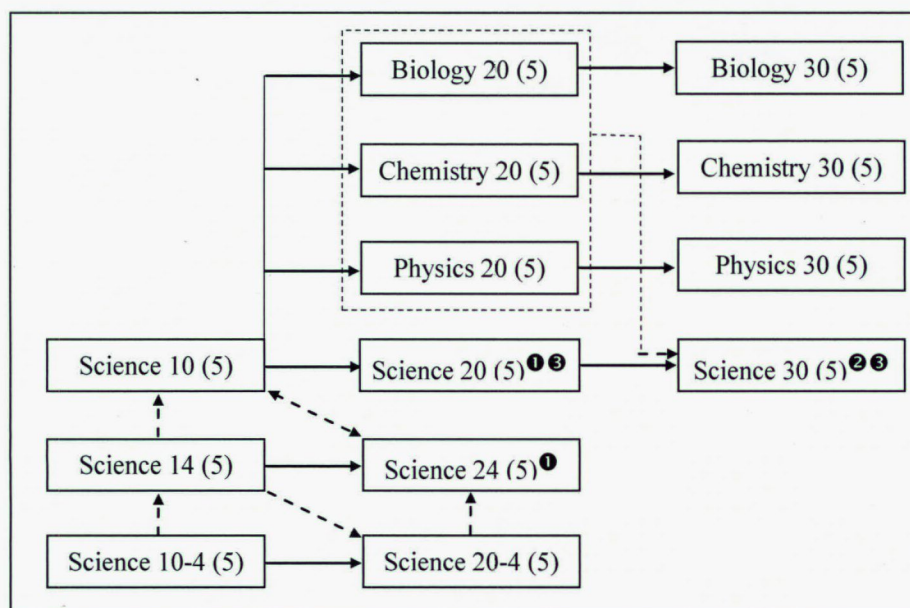 Biology 20 (5)
Biology 30 (5)
Chemistry 20 (5)
Chemistry 30 (5)
Physics 20 (5)
Physics 30 (5)
Science 10 (5)
Science 20 (5)❶❸
Science 30 (5)❷❸
Science 14 (5)
Science 24 (5)❶
Science 10-4 (5)
Science 20-4 (5)